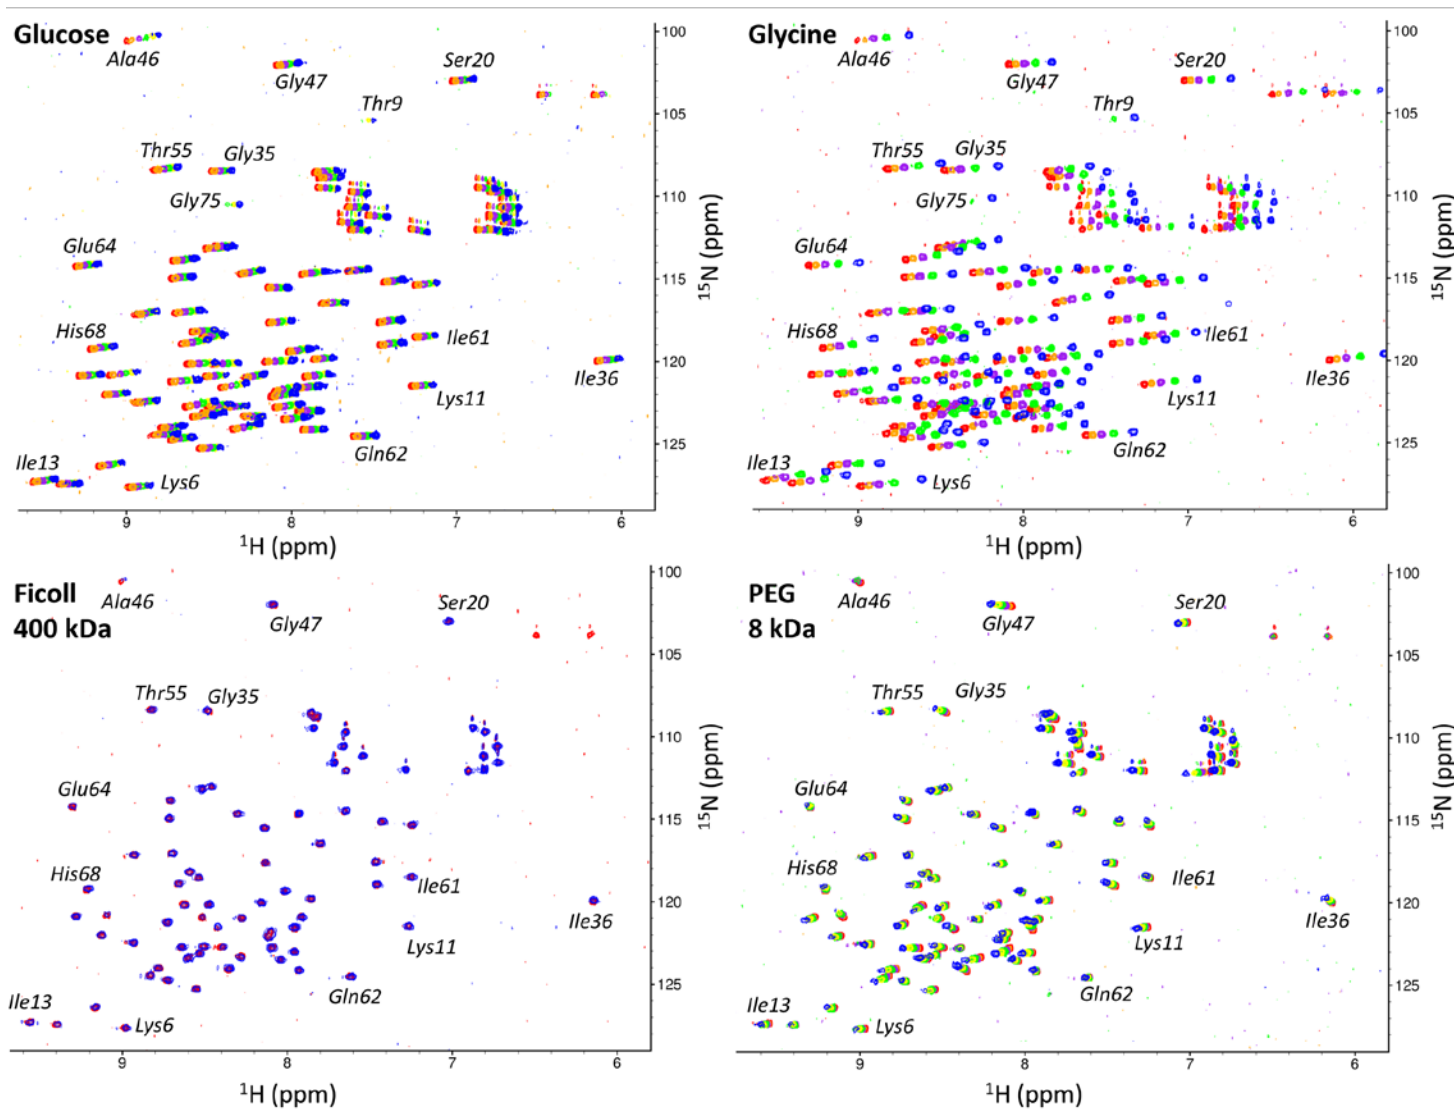 Glucose
Ala46
Gly47
Ser20
Thr9
Thr55
Gly35
Gly75
Glu64
His68
Ile61
Ile36
Lys11
Gln62
Ile13
Lys6
100
105
110
115
120
125
15N (ppm)
9
8
7
6
1H (ppm)
Glycine
Ala46
Gly47
Ser20
Thr9
Thr55
Gly35
Gly75
Glu64
His68
Ile61
Ile36
Lys11
Gln62
Ile13
Lys6
100
105
110
115
120
125
15N (ppm)
9
8
7
6
1H (ppm)
Ficoll
400 kDa
Ala46
Gly47
Ser20
Thr55
Gly35
Glu64
His68
Ile61
Ile36
Lys11
Gln62
Ile13
Lys6
100
105
110
115
120
125
15N (ppm)
9
8
7
6
1H (ppm)
PEG
8 kDa
Ala46
Gly47
Ser20
Thr55
Gly35
Glu64
His68
Ile61
Ile36
Lys11
Gln62
Ile13
Lys6
100
105
110
115
120
125
15N (ppm)
9
8
7
6
1H (ppm)